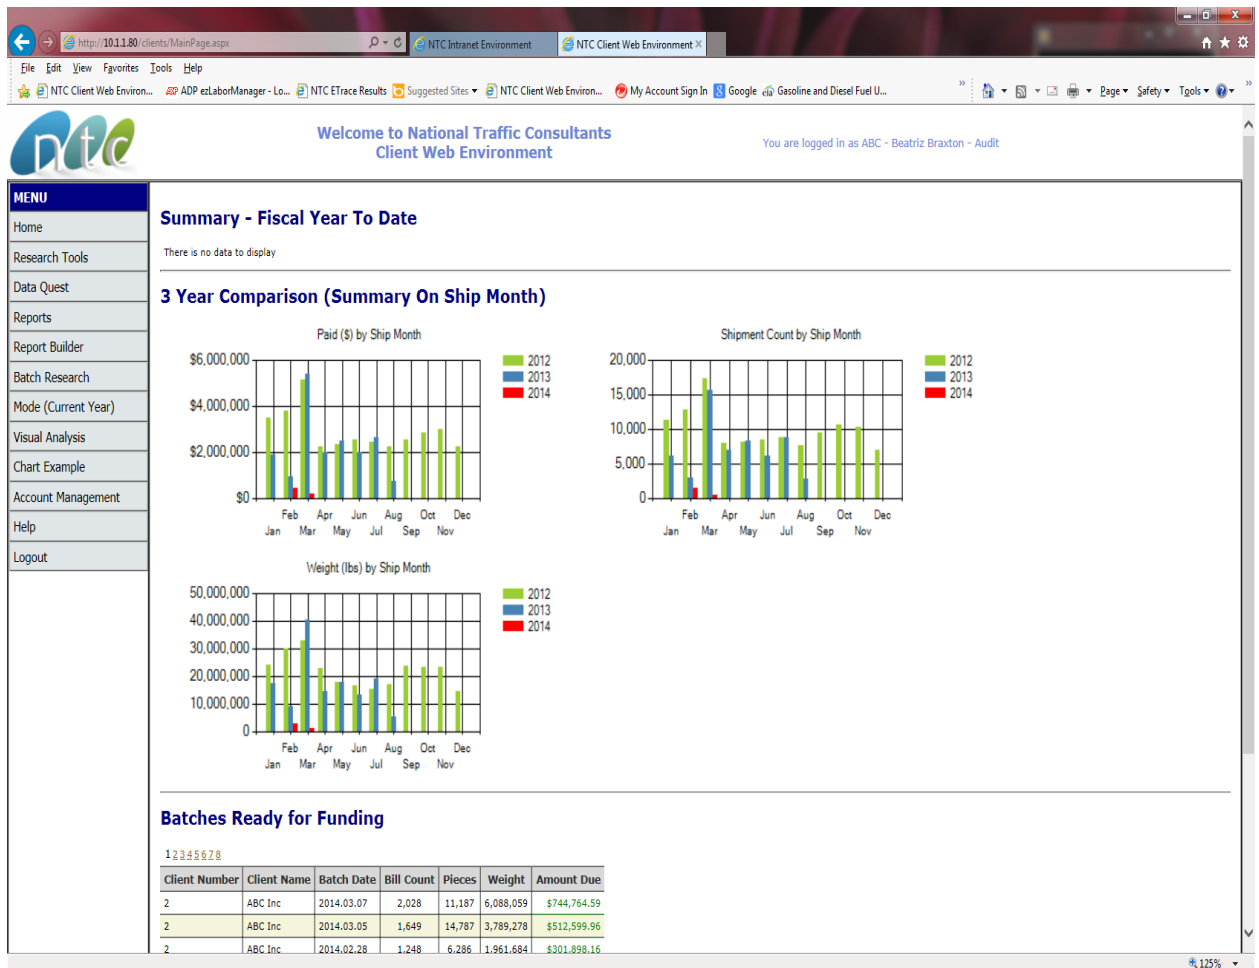 http://10.1.1.80/clients/MainPage.aspx
NTC Intranet Environment
NTC Client Web Environment
File Edit View Favorites Tools Help
NTC Client Web Environ... ADP ezLaborManager - Lo... NTC ETrace Results Suggested Sites NTC Client Web Environ... My Account Sign In Google Gasoline and Diesel Fuel U... Page Safety Tools
ntc
Welcome to National Traffic Consultants
Client Web Environment
You are logged in as ABC - Beatriz Braxton - Audit
MENU
Home
Research Tools
Data Quest
Reports
Report Builder
Batch Research
Mode (Current Year)
Visual Analysis
Chart Example
Account Management
Help
Logout
Summary - Fiscal Year To Date
There is no data to display
3 Year Comparison (Summary On Ship Month)
Paid ($) by Ship Month
$6,000,000
$4,000,000
$2,000,000
$0
Feb Apr Jun Aug Oct Dec
Jan Mar May Jul Sep Nov
2012
2013
2014
Shipment Count by Ship Month
20,000
15,000
10,000
5,000
0
Feb Apr Jun Aug Oct Dec
Jan Mar May Jul Sep Nov
2012
2013
2014
Weight (lbs) by Ship Month
50,000,000
40,000,000
30,000,000
20,000,000
10,000,000
0
Feb Apr Jun Aug Oct Dec
Jan Mar May Jul Sep Nov
2012
2013
2014
Batches Ready for Funding
1 2 3 4 5 6 7 8
Client Number Client Name Batch Date Bill Count Pieces Weight Amount Due
2 ABC Inc 2014.03.07 2,028 11,187 6,088,059 $744,764.59
2 ABC Inc 2014.03.05 1,649 14,787 3,789,278 $512,599.96
2 ABC Inc 2014.02.28 1,248 6,286 1,961,684 $301,898.16
125%